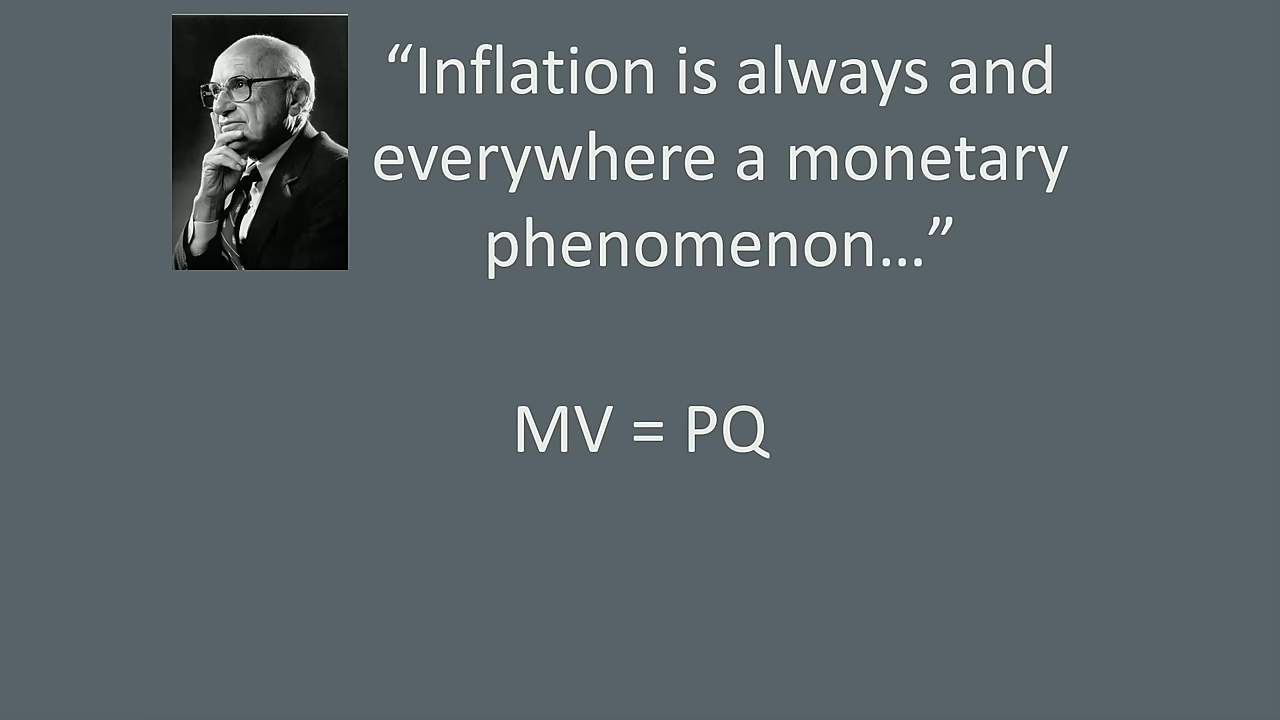 “Inflation is always and
everywhere a monetary
phenomenon…”
MV = PQ